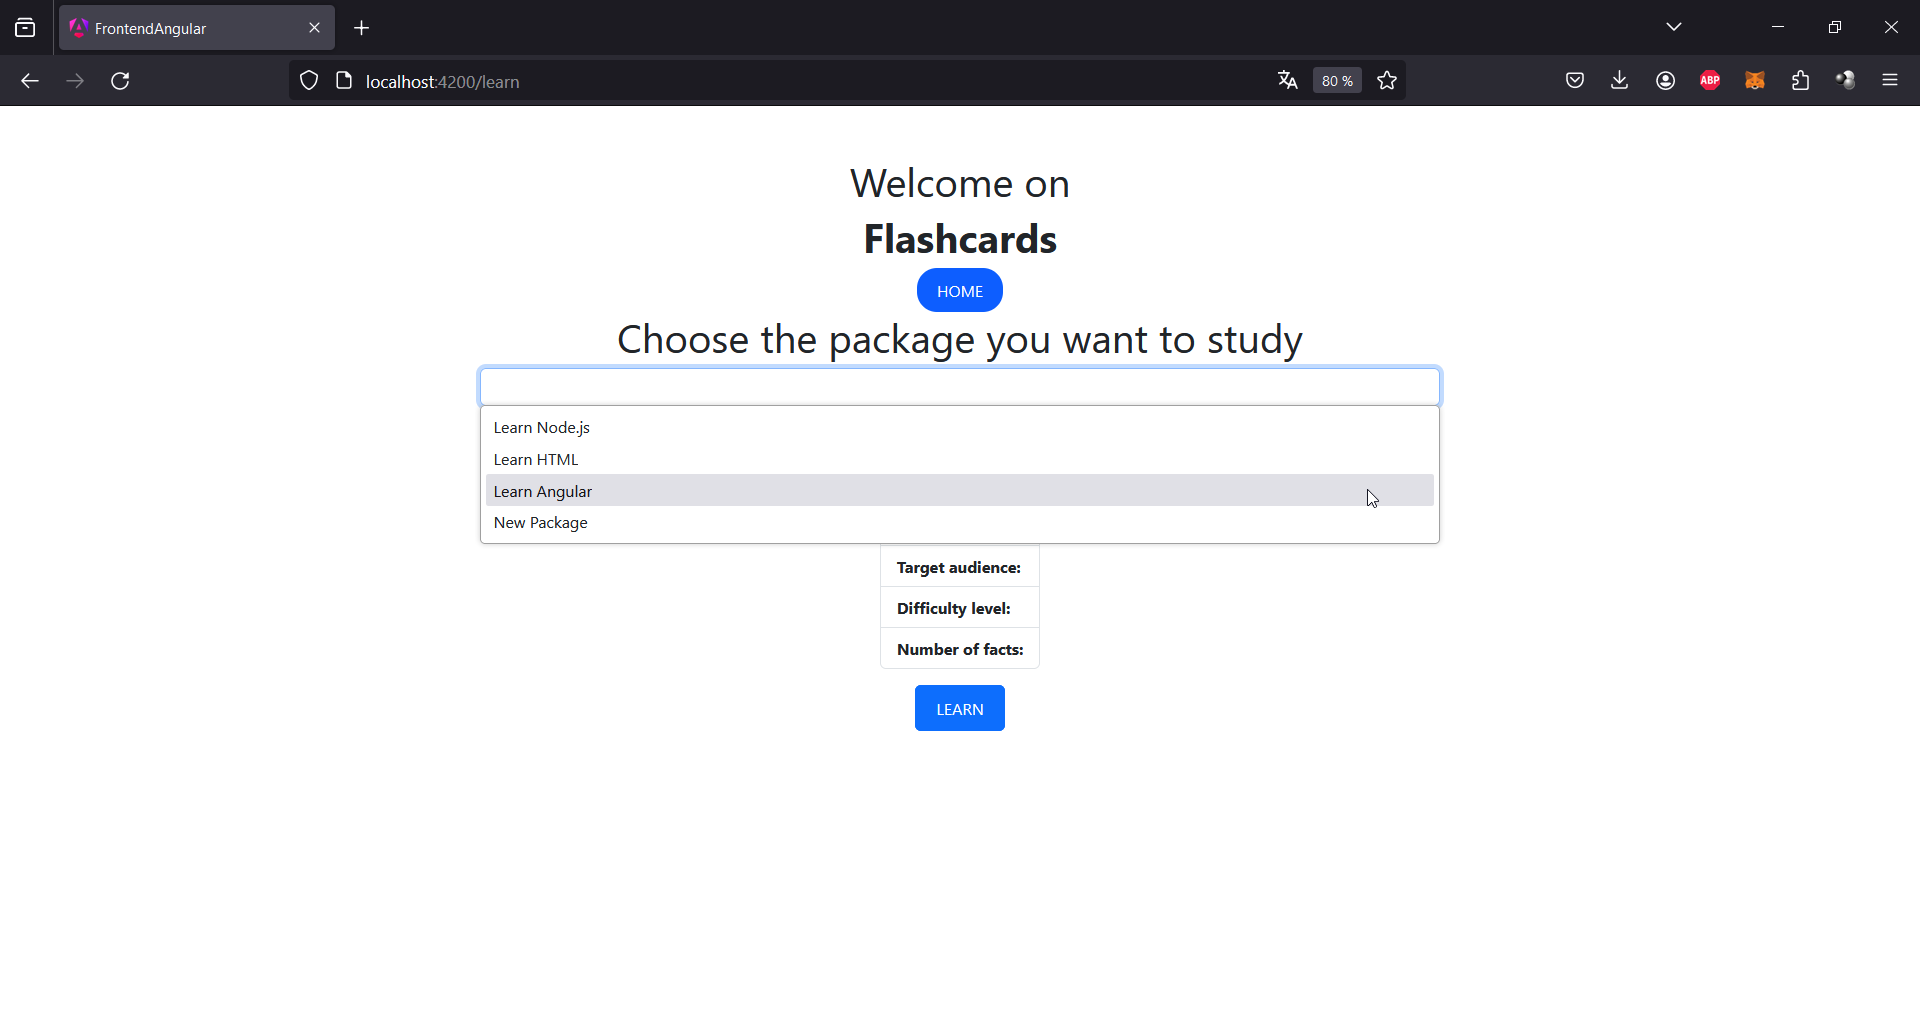 FrontendAngular
localhost:4200/learn
80 %
ABP
Welcome on
Flashcards
HOME
Choose the package you want to study
Learn Node.js
Learn HTML
Learn Angular
New Package
Target audience:
Difficulty level:
Number of facts:
LEARN